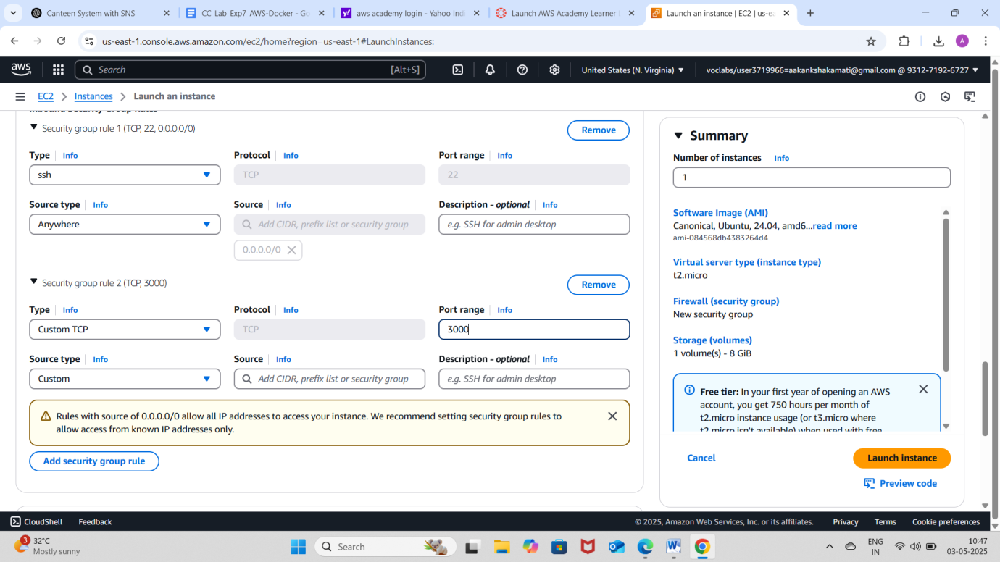 Canteen System with SNS
CC_Lab_Exp7_AWS-Docker - Go
aws academy login - Yahoo Ind
Launch AWS Academy Learner
Launch an instance | EC2 | us-ea
us-east-1.console.aws.amazon.com/ec2/home?region=us-east-1#LaunchInstances:
A
aws
Search
[Alt+S]
United States (N. Virginia)
voclabs/user3719966=aakankshakamati@gmail.com @ 9312-7192-6727
EC2
Instances
Launch an instance
Inbound Security Group Rules
Security group rule 1 (TCP, 22, 0.0.0.0/0)
Remove
Type Info
Protocol Info
Port range Info
ssh
TCP
22
Source type Info
Source Info
Description - optional Info
Anywhere
Add CIDR, prefix list or security group
e.g. SSH for admin desktop
0.0.0.0/0
Security group rule 2 (TCP, 3000)
Remove
Type Info
Protocol Info
Port range Info
Custom TCP
TCP
3000
Source type Info
Source Info
Description - optional Info
Custom
Add CIDR, prefix list or security group
e.g. SSH for admin desktop
Rules with source of 0.0.0.0/0 allow all IP addresses to access your instance. We recommend setting security group rules to
allow access from known IP addresses only.
Add security group rule
Summary
Number of instances Info
1
Software Image (AMI)
Canonical, Ubuntu, 24.04, amd6...read more
ami-084568db4383264d4
Virtual server type (instance type)
t2.micro
Firewall (security group)
New security group
Storage (volumes)
1 volume(s) - 8 GiB
Free tier: In your first year of opening an AWS
account, you get 750 hours per month of
t2.micro instance usage (or t3.micro where
t2.micro isn't available) when used with free
Cancel
Launch instance
Preview code
CloudShell
Feedback
© 2025, Amazon Web Services, Inc. or its affiliates.
Privacy
Terms
Cookie preferences
3
32°C
Mostly sunny
Search
ENG
IN
10:47
03-05-2025